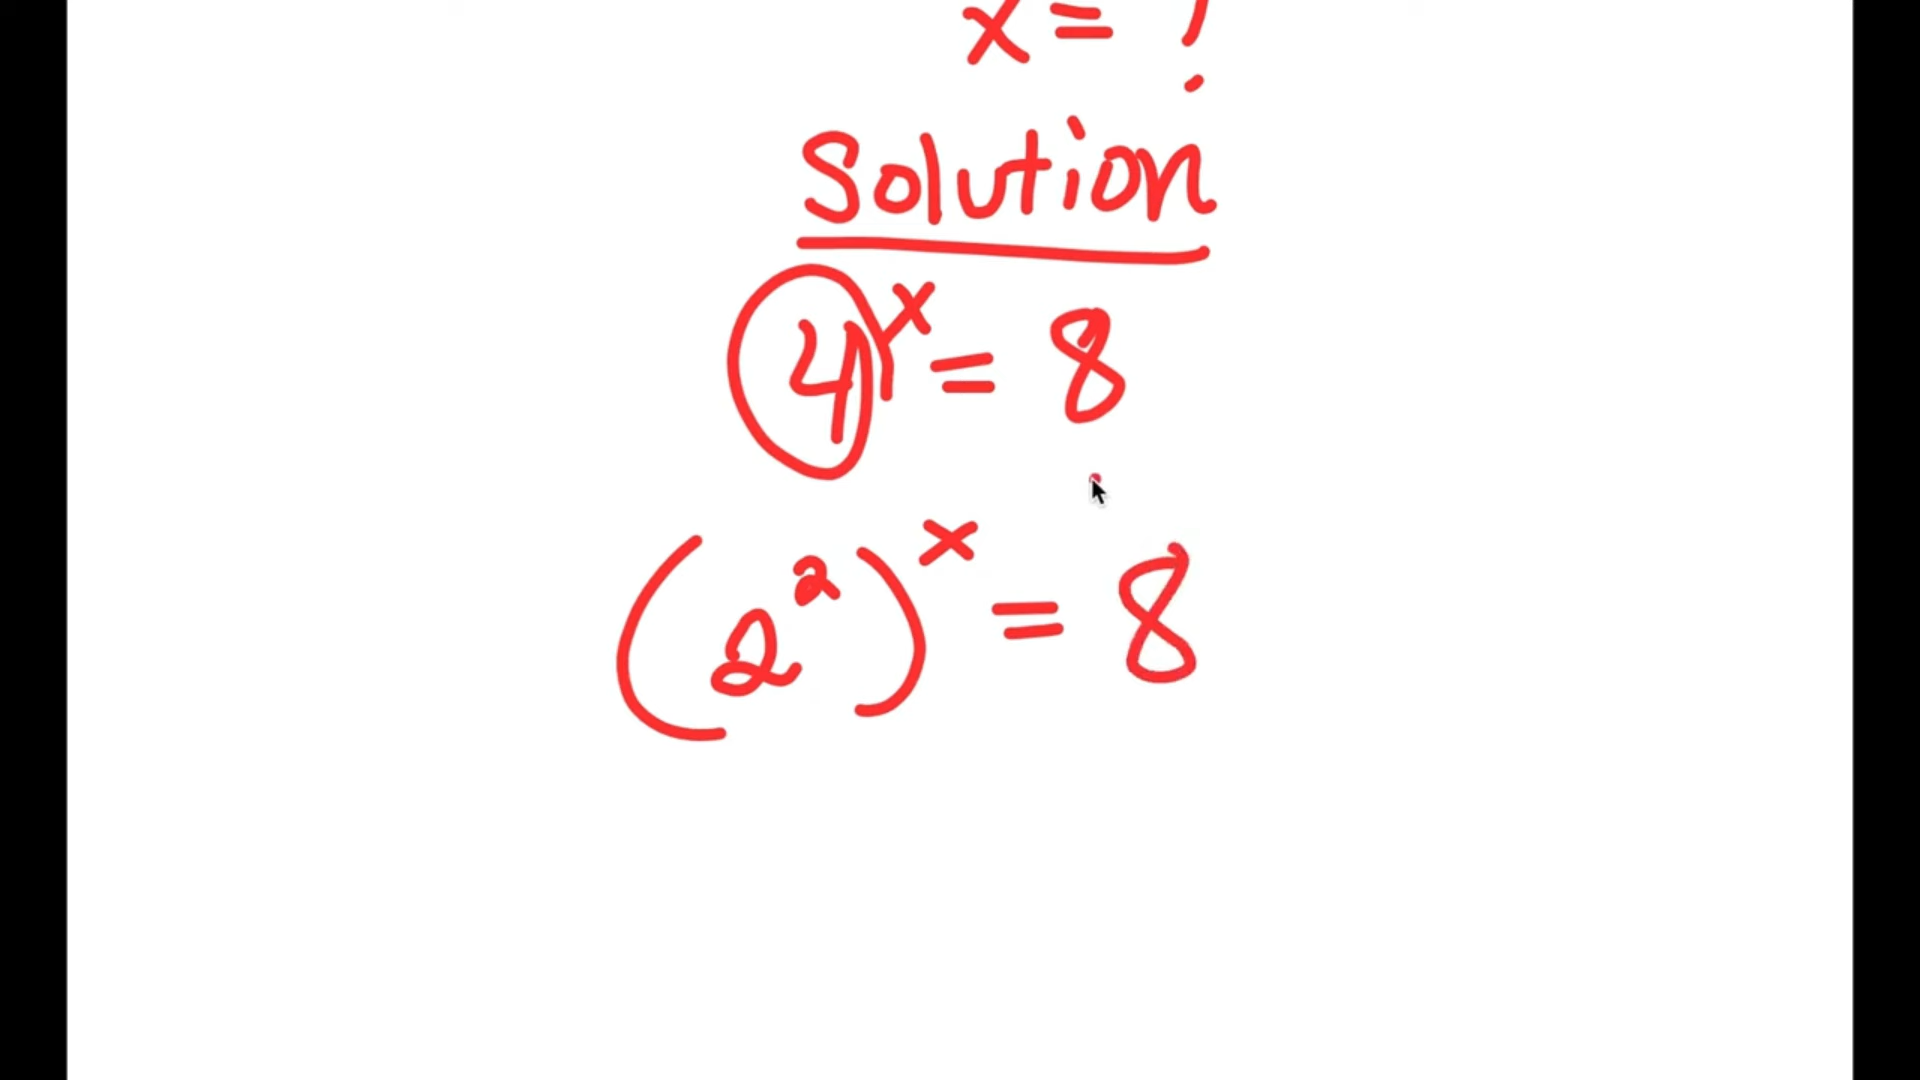 x = ?
Solution
4^x = 8
(2^2)^x = 8